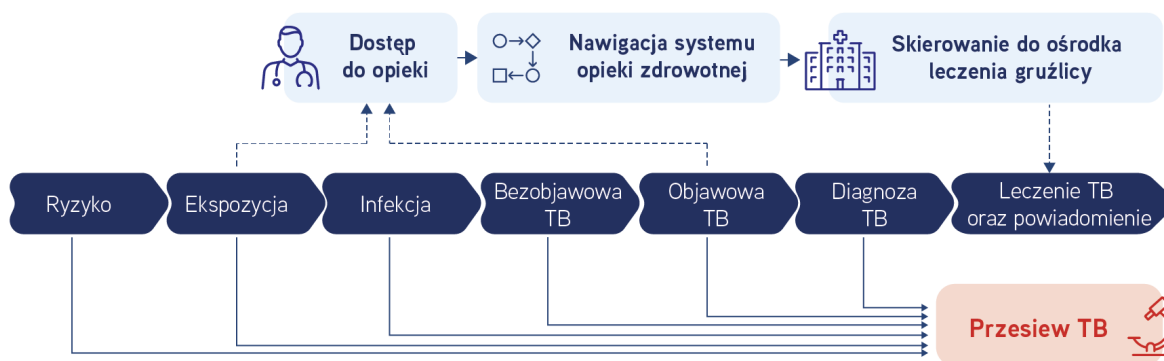 Dostęp
do opieki
Nawigacja systemu
opieki zdrowotnej
Skierowanie do ośrodka
leczenia gruźlicy
Ryzyko
Ekspozycja
Infekcja
Bezobjawowa
TB
Objawowa
TB
Diagnoza
TB
Leczenie TB
oraz powiadomienie
Przesiew TB